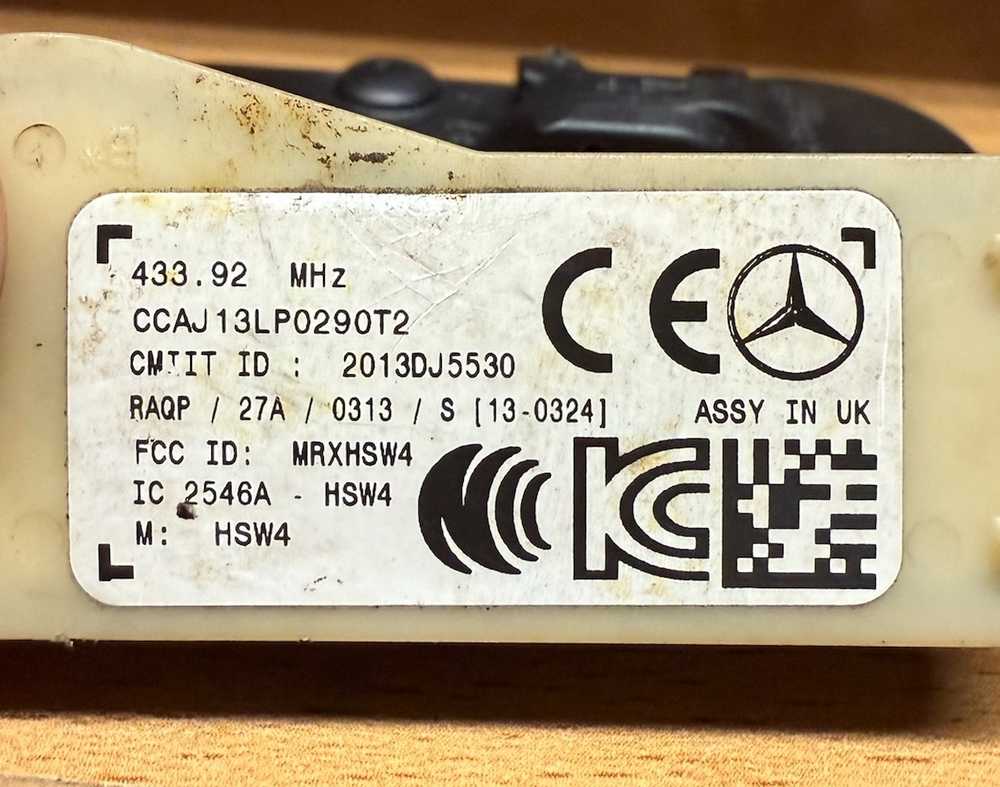 433.92 MHz
CCAJ13LP0290T2
CMIIT ID : 2013DJ5530
RAQP / 27A / 0313 / S [13-0324]
ASSY IN UK
FCC ID: MRXHSW4
IC 2546A - HSW4
M: HSW4
CE